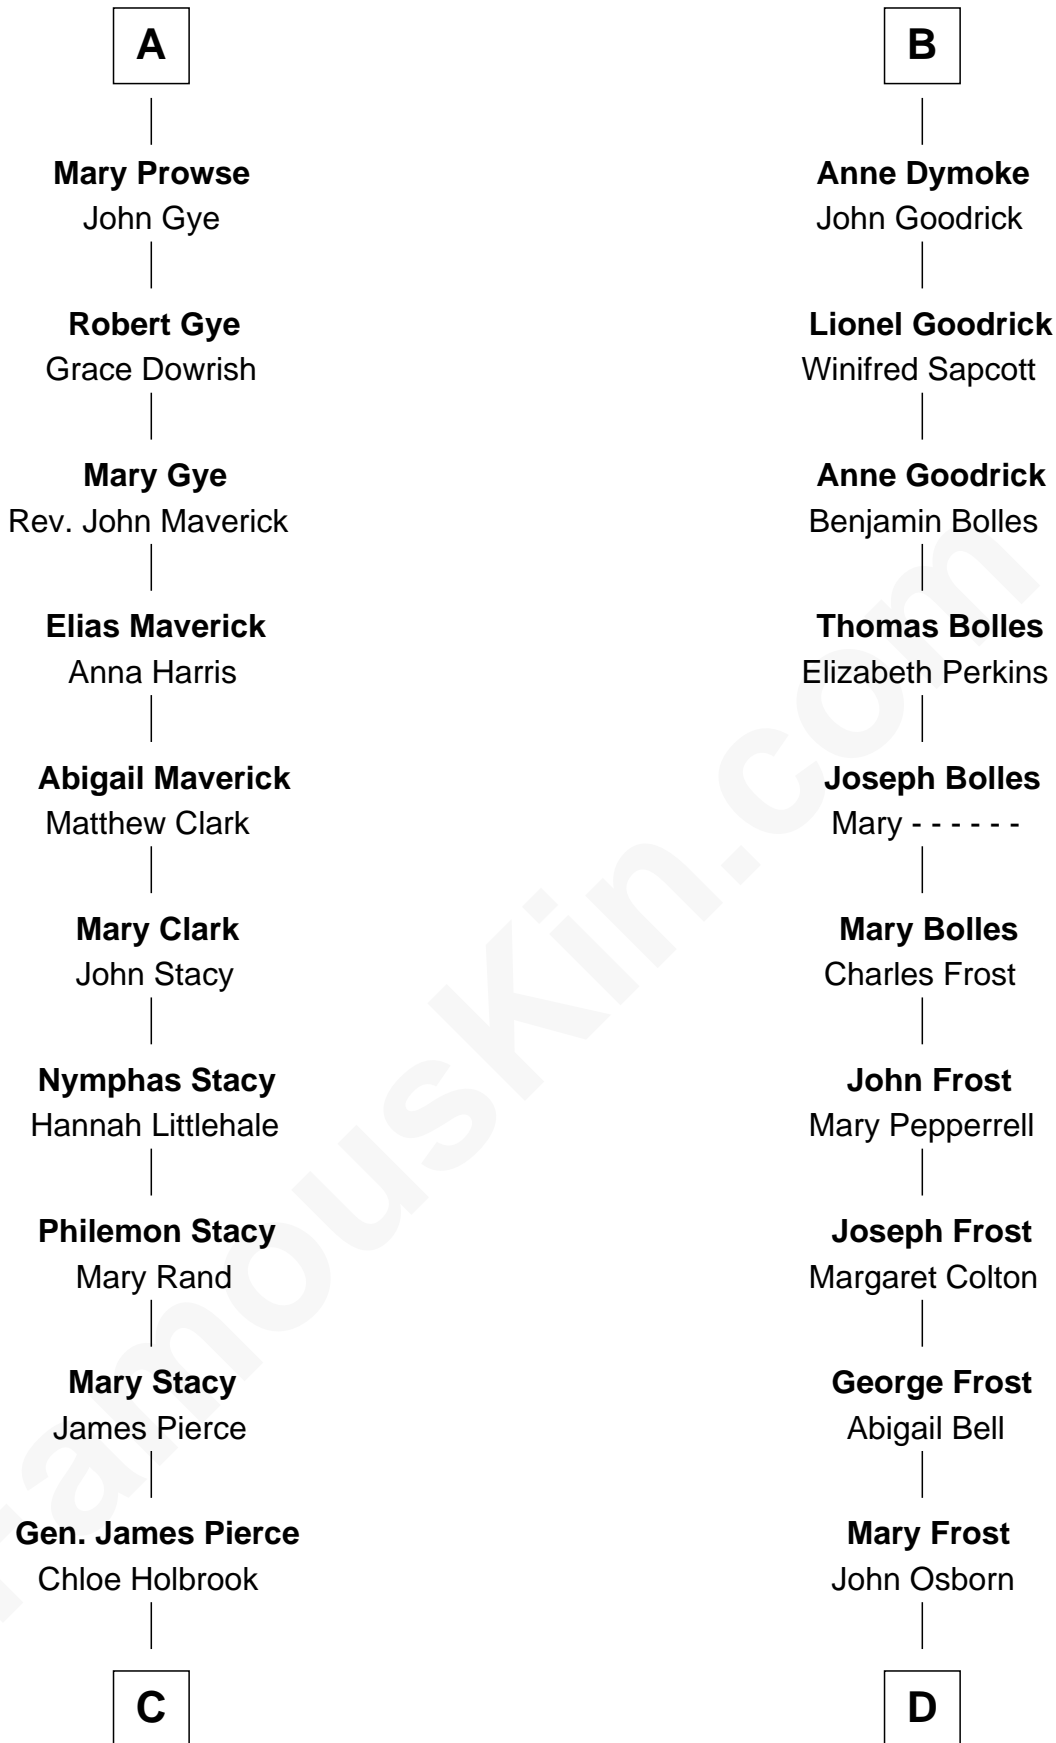 A
Mary Prowse
John Gye
Robert Gye
Grace Dowrish
Mary Gye
Rev. John Maverick
Elias Maverick
Anna Harris
Abigail Maverick
Matthew Clark
Mary Clark
John Stacy
Nymphas Stacy
Hannah Littlehale
Philemon Stacy
Mary Rand
Mary Stacy
James Pierce
Gen. James Pierce
Chloe Holbrook
C
B
Anne Dymoke
John Goodrick
Lionel Goodrick
Winifred Sapcott
Anne Goodrick
Benjamin Bolles
Thomas Bolles
Elizabeth Perkins
Joseph Bolles
Mary - - - - - -
Mary Bolles
Charles Frost
John Frost
Mary Pepperrell
Joseph Frost
Margaret Colton
George Frost
Abigail Bell
Mary Frost
John Osborn
D
FamousKin.com